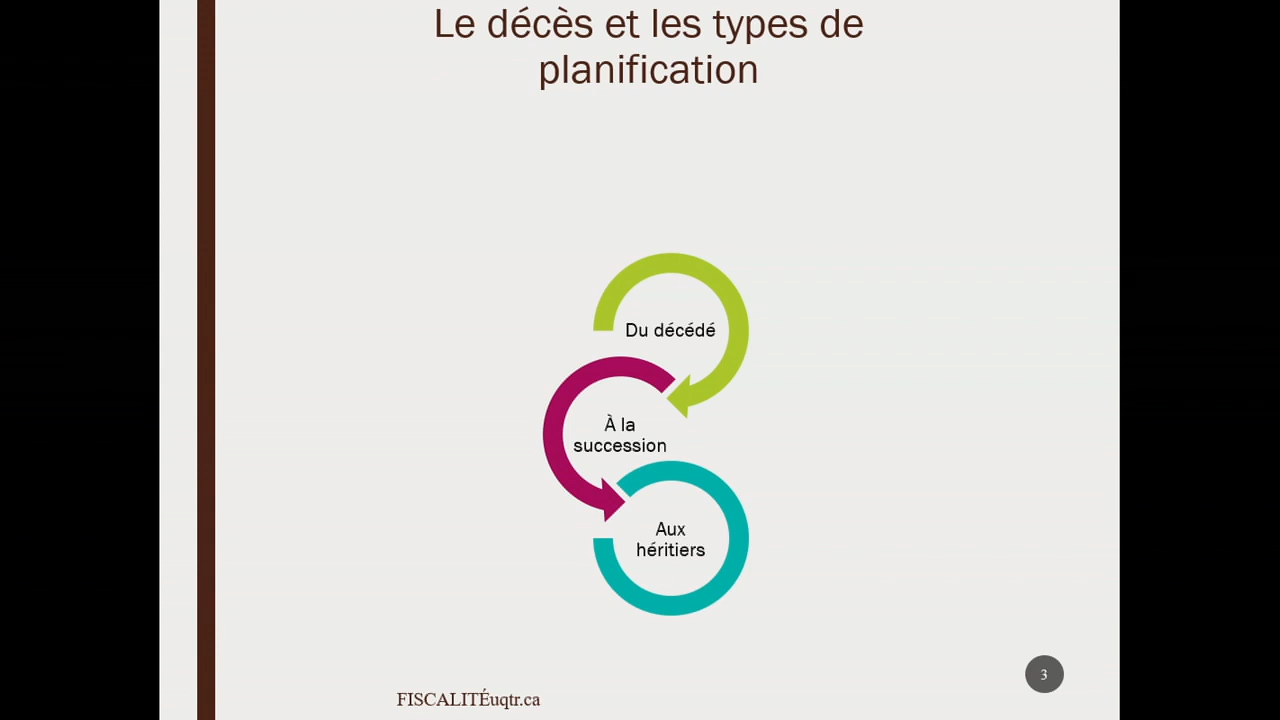 Le décès et les types de
planification
Du décédé
À la
succession
Aux
héritiers
3
FISCALITÉuqtr.ca